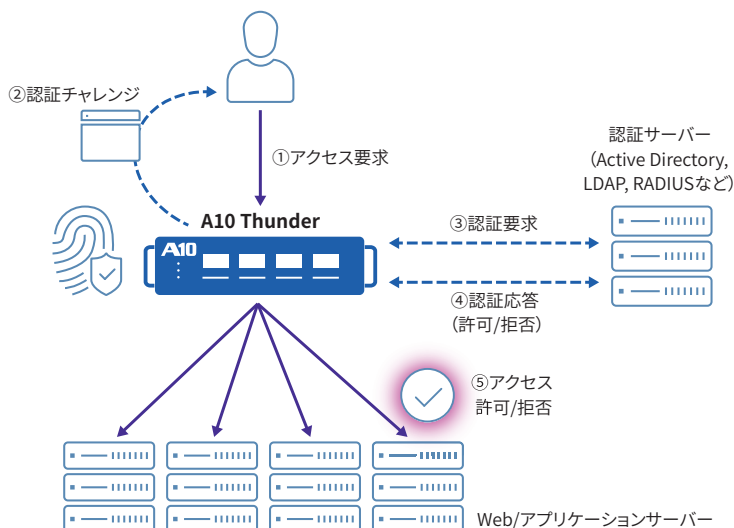 ②認証チャレンジ
①アクセス要求
認証サーバー
(Active Directory,
LDAP, RADIUSなど)
A10 Thunder
A10
③認証要求
④認証応答
(許可/拒否)
⑤アクセス
許可/拒否
Web/アプリケーションサーバー